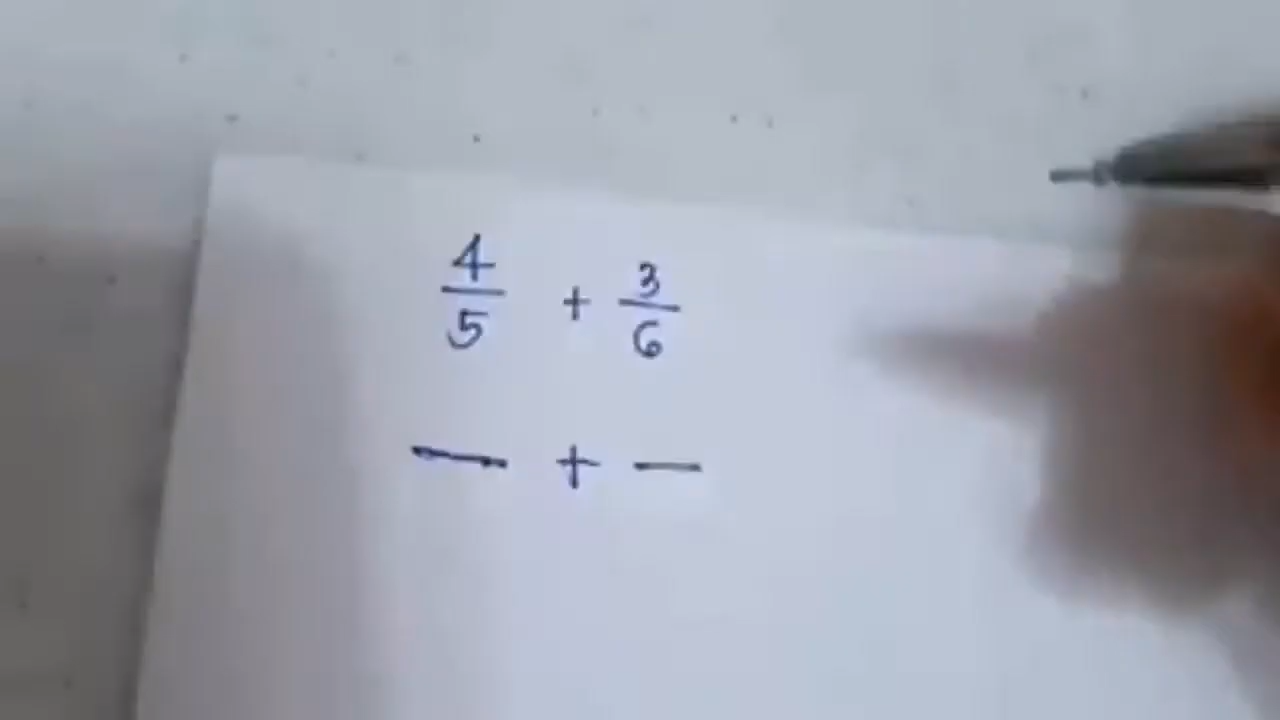 4/5 + 3/6
— + —